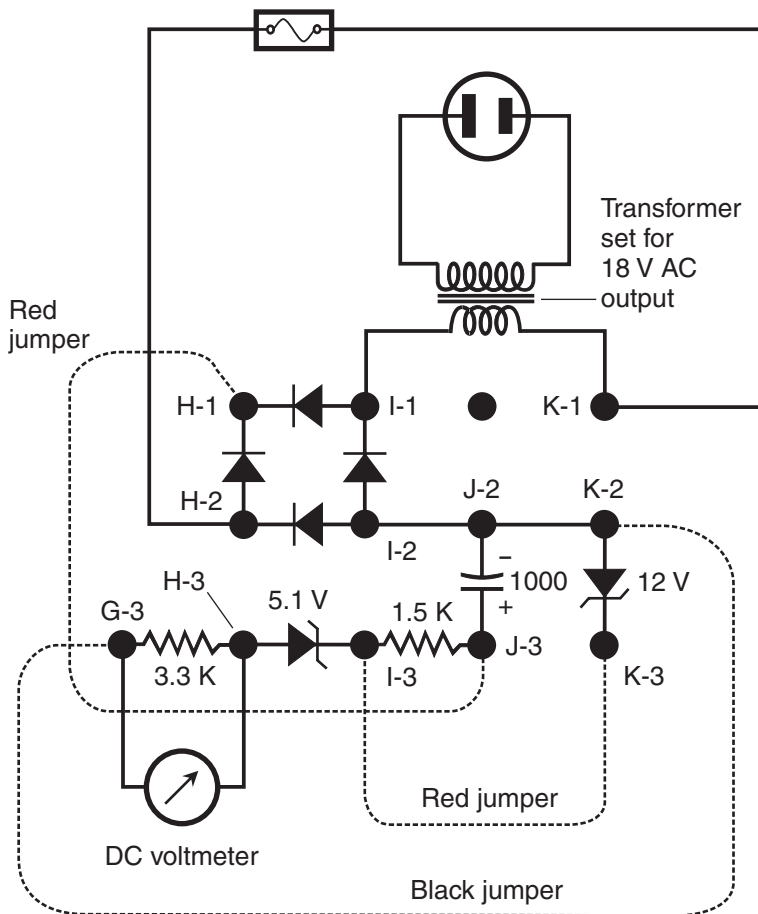 Transformer
set for
18 V AC
output
Red
jumper
H-1
I-1
K-1
H-2
J-2
K-2
I-2
H-3
5.1 V
–
1000
12 V
G-3
1.5 K
+
J-3
3.3 K
I-3
K-3
Red jumper
DC voltmeter
Black jumper